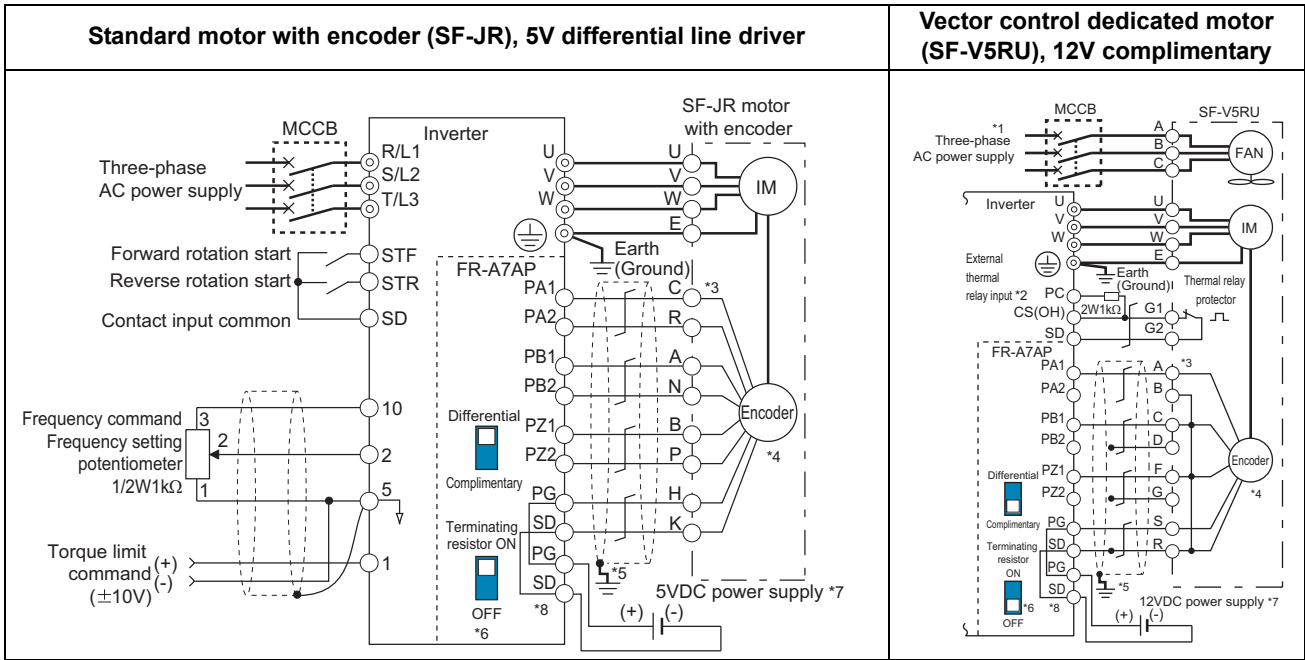 Standard motor with encoder (SF-JR), 5V differential line driver
Vector control dedicated motor
(SF-V5RU), 12V complimentary
SF-JR motor
with encoder
MCCB
Inverter
Three-phase
AC power supply
R/L1
S/L2
T/L3
U
V
W
U
V
W
E
IM
Forward rotation start
Reverse rotation start
Contact input common
STF
STR
SD
Earth
(Ground)
FR-A7AP
PA1
PA2
PB1
PB2
PZ1
PZ2
PG
SD
PG
SD
C
R
A
N
B
P
H
K
*3
Encoder
*4
Differential
Complimentary
Terminating
resistor ON
OFF
*6
*8
*5
5VDC power supply *7
(+)
(-)
Frequency command
Frequency setting
potentiometer
1/2W1kΩ
3
2
1
10
2
5
1
Torque limit
command
(±10V)
(+)
(-)
MCCB
SF-V5RU
*1
Three-phase
AC power supply
A
B
C
FAN
Inverter
U
V
W
U
V
W
E
IM
External
thermal
relay input *2
Earth
(Ground)
Thermal relay
protector
PC
CS(OH)
SD
2W1kΩ
G1
G2
FR-A7AP
PA1
PA2
PB1
PB2
PZ1
PZ2
PG
SD
PG
SD
A
B
C
D
F
G
S
R
*3
Encoder
*4
Differential
Complimentary
Terminating
resistor
ON
OFF
*6
*8
*5
12VDC power supply *7
(+)
(-)